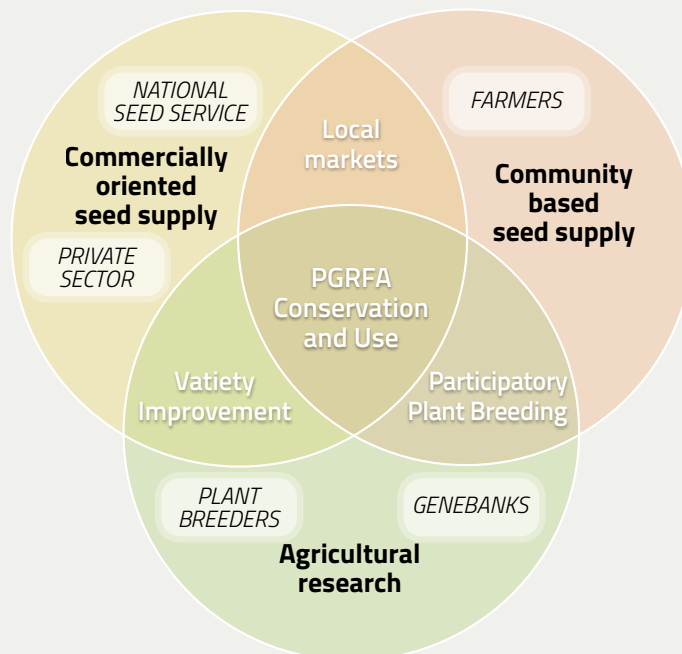 NATIONAL
SEED SERVICE
Commercially
oriented
seed supply
PRIVATE
SECTOR
Local
markets
FARMERS
Community
based
seed supply
PGRFA
Conservation
and Use
Vatiety
Improvement
Participatory
Plant Breeding
PLANT
BREEDERS
GENEBANKS
Agricultural
research